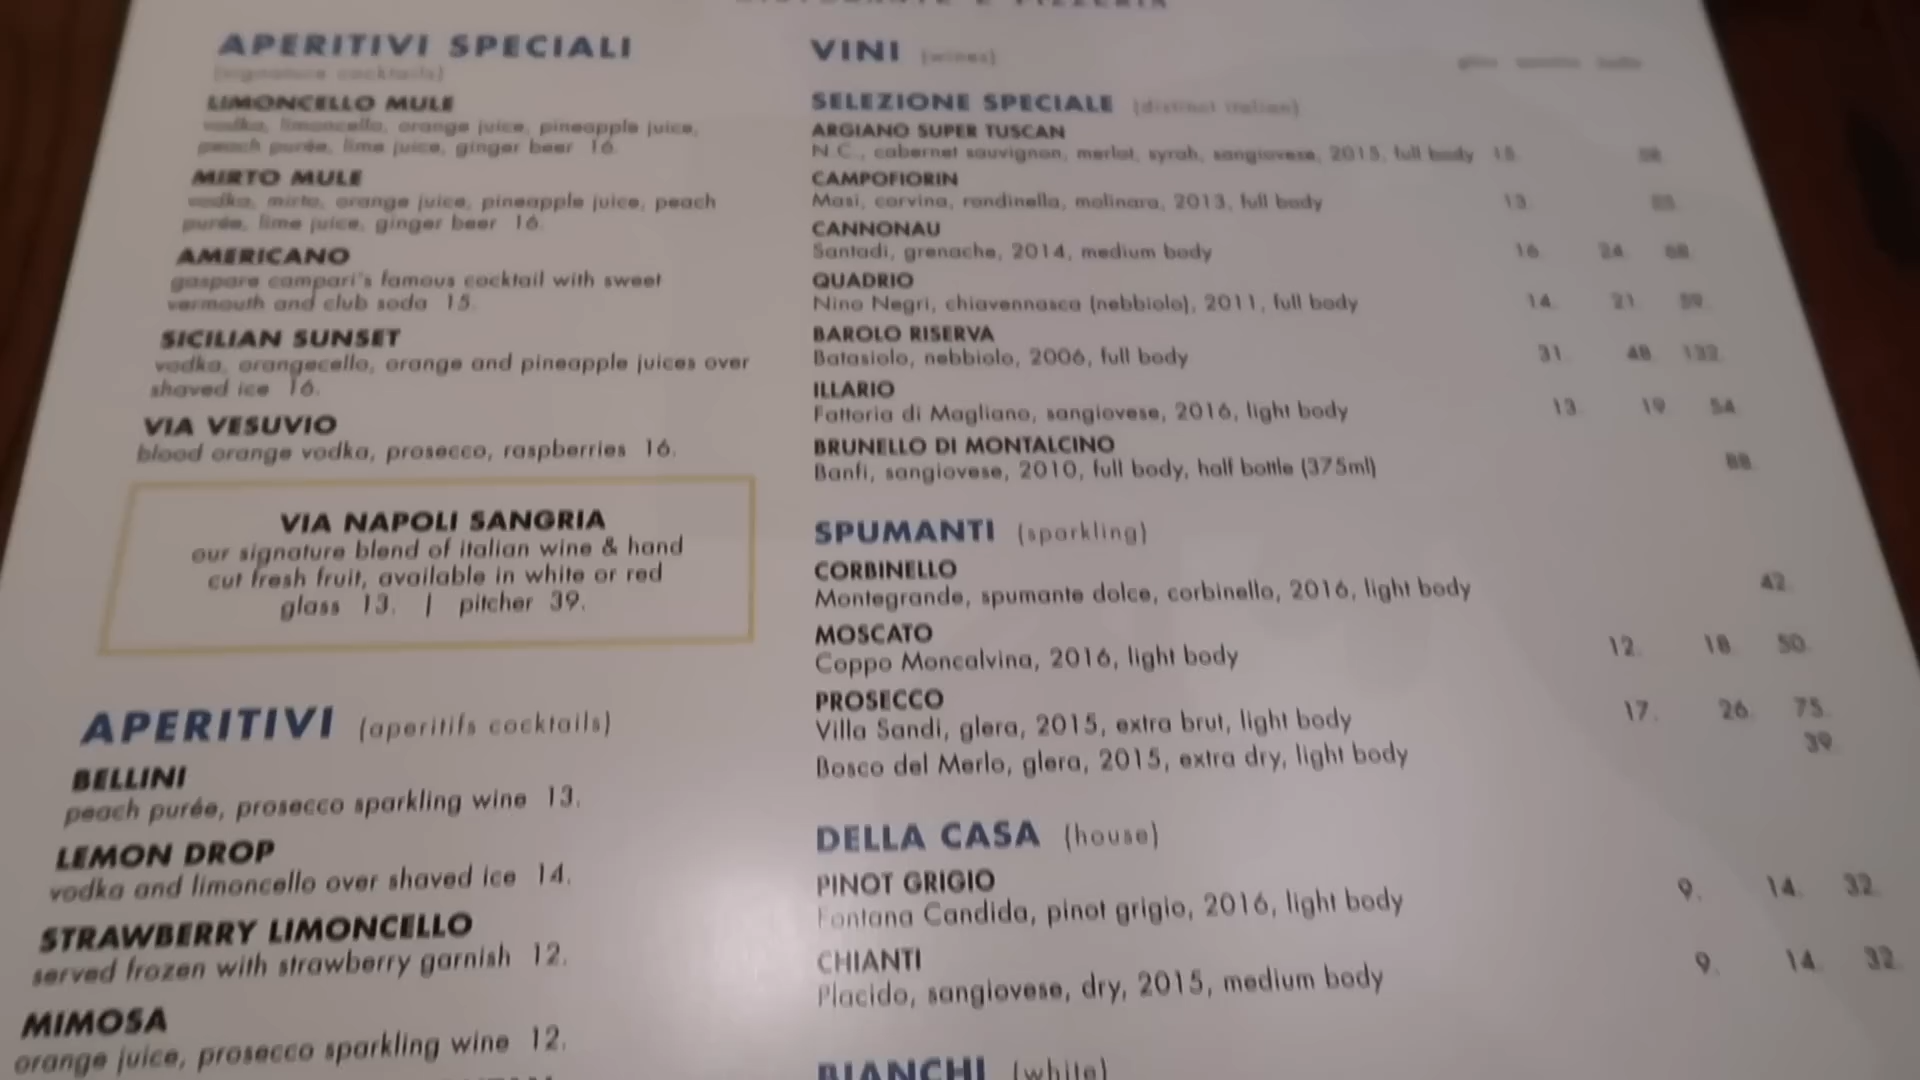 RISTORANTE E PIZZERIA
APERITIVI SPECIALI
(signature cocktails)
LIMONCELLO MULE
vodka, limoncello, orange juice, pineapple juice,
peach purée, lime juice, ginger beer 16.
MIRTO MULE
vodka, mirto, orange juice, pineapple juice, peach
purée, lime juice, ginger beer 16.
AMERICANO
gaspare campari's famous cocktail with sweet
vermouth and club soda 15.
SICILIAN SUNSET
vodka, orangecello, orange and pineapple juices over
shaved ice 16.
VIA VESUVIO
blood orange vodka, prosecco, raspberries 16.
VIA NAPOLI SANGRIA
our signature blend of italian wine & hand
cut fresh fruit, available in white or red
glass 13. | pitcher 39.
APERITIVI (aperitifs cocktails)
BELLINI
peach purée, prosecco sparkling wine 13.
LEMON DROP
vodka and limoncello over shaved ice 14.
STRAWBERRY LIMONCELLO
served frozen with strawberry garnish 12.
MIMOSA
orange juice, prosecco sparkling wine 12.
VINI (wines)
SELEZIONE SPECIALE (distinct italian)
ARGIANO SUPER TUSCAN
N.C., cabernet sauvignon, merlot, syrah, sangiovese, 2015, full body 15.
CAMPOFIORIN
Masi, corvina, rondinella, molinara, 2013, full body 13.
CANNONAU
Santadi, grenache, 2014, medium body 16. 24. 68.
QUADRIO
Nino Negri, chiavennasca (nebbiolo), 2011, full body 14. 21. 59.
BAROLO RISERVA
Batasiolo, nebbiolo, 2006, full body 31. 48. 132.
ILLARIO
Fattoria di Magliano, sangiovese, 2016, light body 13. 19. 54.
BRUNELLO DI MONTALCINO
Banfi, sangiovese, 2010, full body, half bottle (375ml) 88.
SPUMANTI (sparkling)
CORBINELLO
Montegrande, spumante dolce, corbinello, 2016, light body 42.
MOSCATO
Coppo Moncalvina, 2016, light body 12. 18. 50.
PROSECCO
Villa Sandi, glera, 2015, extra brut, light body 17. 26. 75.
Bosco del Merlo, glera, 2015, extra dry, light body 39.
DELLA CASA (house)
PINOT GRIGIO
Fontana Candida, pinot grigio, 2016, light body 9. 14. 32.
CHIANTI
Placido, sangiovese, dry, 2015, medium body 9. 14. 32.
BIANCHI (white)